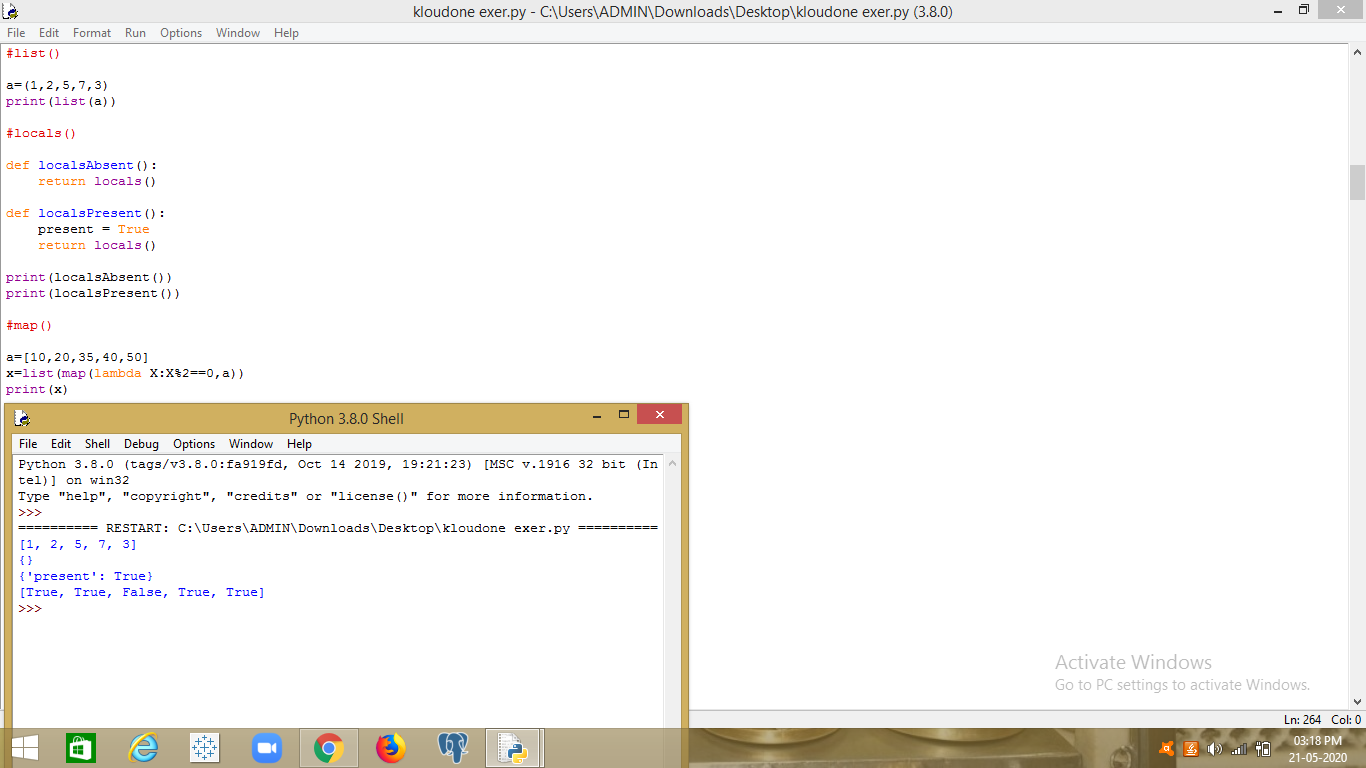 kloudone exer.py - C:\Users\ADMIN\Downloads\Desktop\kloudone exer.py (3.8.0)
File Edit Format Run Options Window Help
#list()
a=(1,2,5,7,3)
print(list(a))
#locals()
def localsAbsent():
    return locals()
def localsPresent():
    present = True
    return locals()
print(localsAbsent())
print(localsPresent())
#map()
a=[10,20,35,40,50]
x=list(map(lambda X:X%2==0,a))
print(x)
Python 3.8.0 Shell
File Edit Shell Debug Options Window Help
Python 3.8.0 (tags/v3.8.0:fa919fd, Oct 14 2019, 19:21:23) [MSC v.1916 32 bit (In
tel)] on win32
Type "help", "copyright", "credits" or "license()" for more information.
>>>
========== RESTART: C:\Users\ADMIN\Downloads\Desktop\kloudone exer.py ==========
[1, 2, 5, 7, 3]
{}
{'present': True}
[True, True, False, True, True]
>>>
Activate Windows
Go to PC settings to activate Windows.
Ln: 264 Col: 0
03:18 PM
21-05-2020